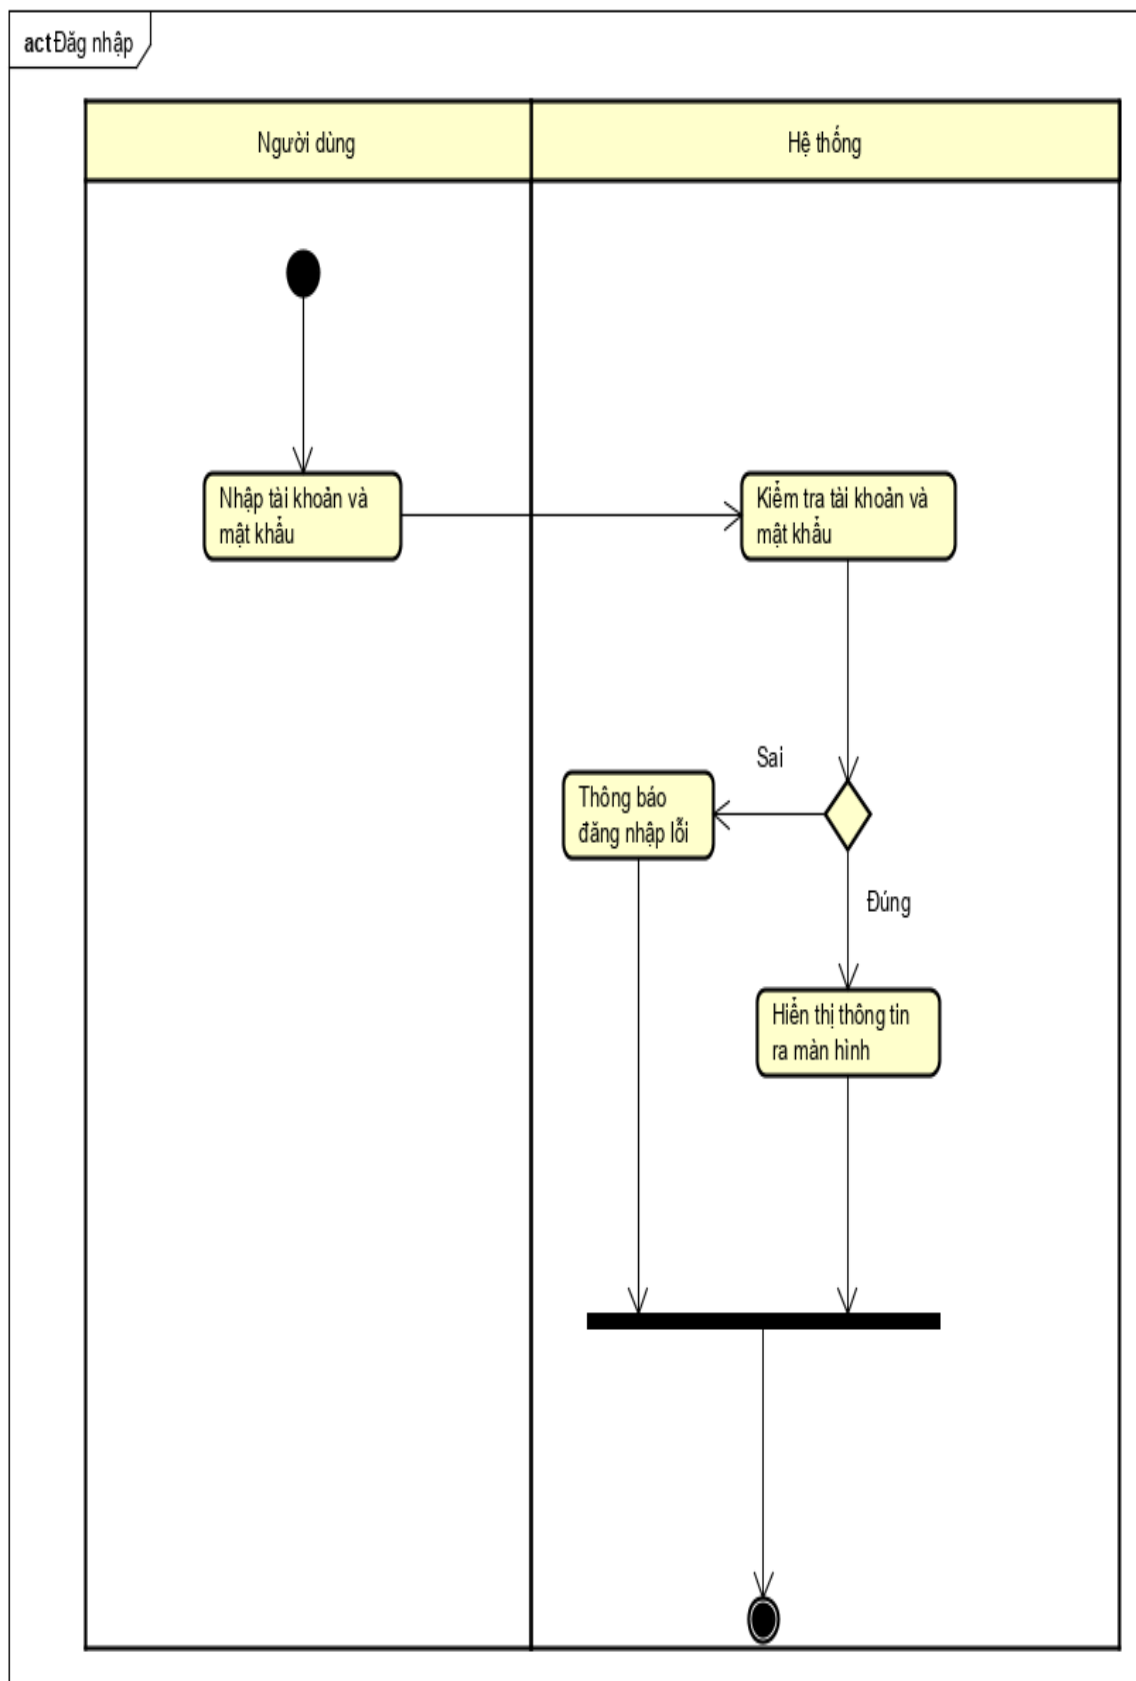 act Đăg nhập
Người dùng
Hệ thống
Nhập tài khoản và
mật khẩu
Kiểm tra tài khoản và
mật khẩu
Sai
Thông báo
đăng nhập lỗi
Đúng
Hiển thị thông tin
ra màn hình